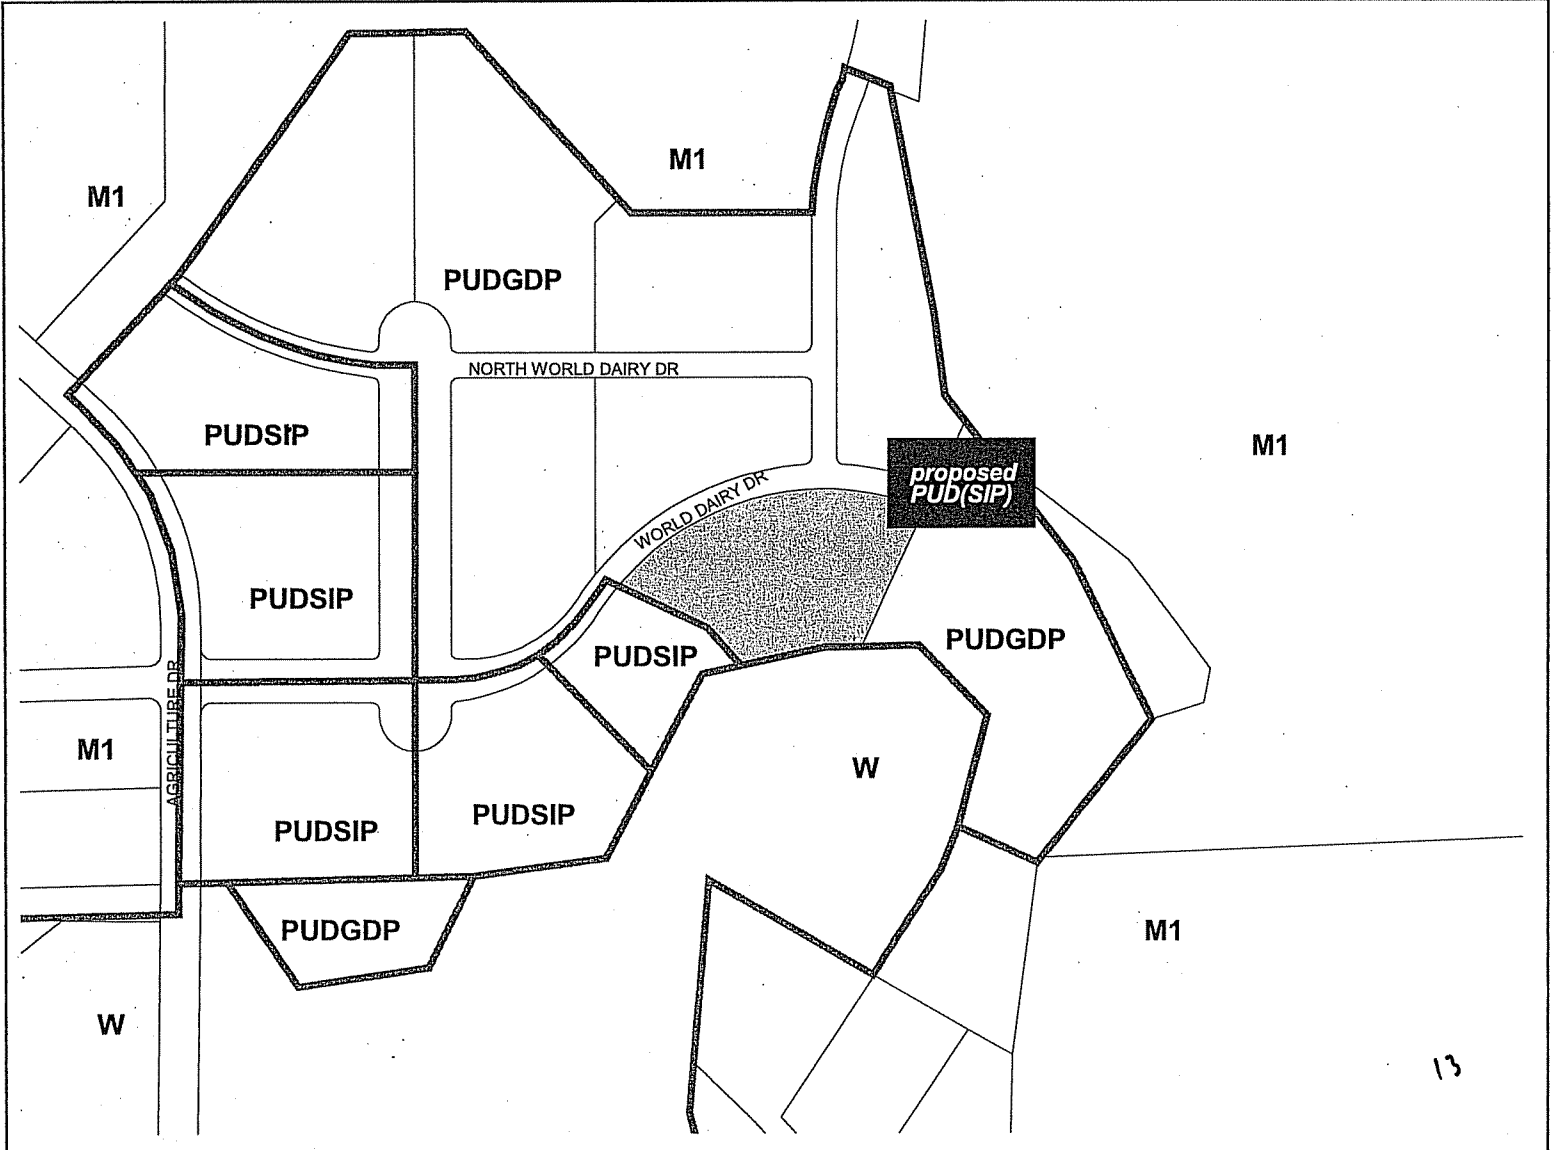 M1
M1
PUDGDP
NORTH WORLD DAIRY DR
PUDSIP
M1
proposed
PUD(SIP)
WORLD DAIRY DR
PUDSIP
PUDSIP
PUDGDP
AGRICULTURE DR
M1
W
PUDSIP
PUDSIP
PUDGDP
M1
W
13